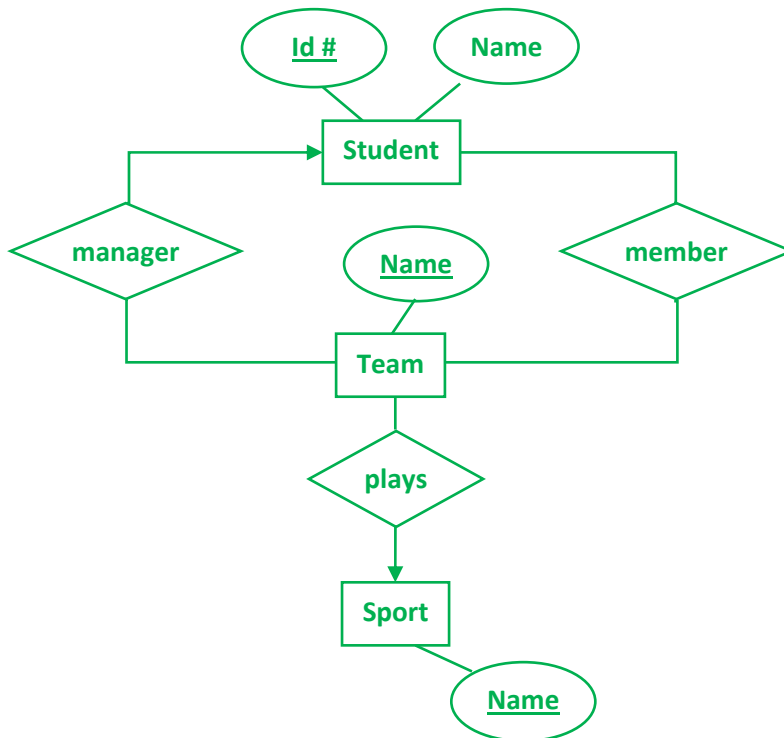 Id #
Name
Student
manager
member
Name
Team
plays
Sport
Name